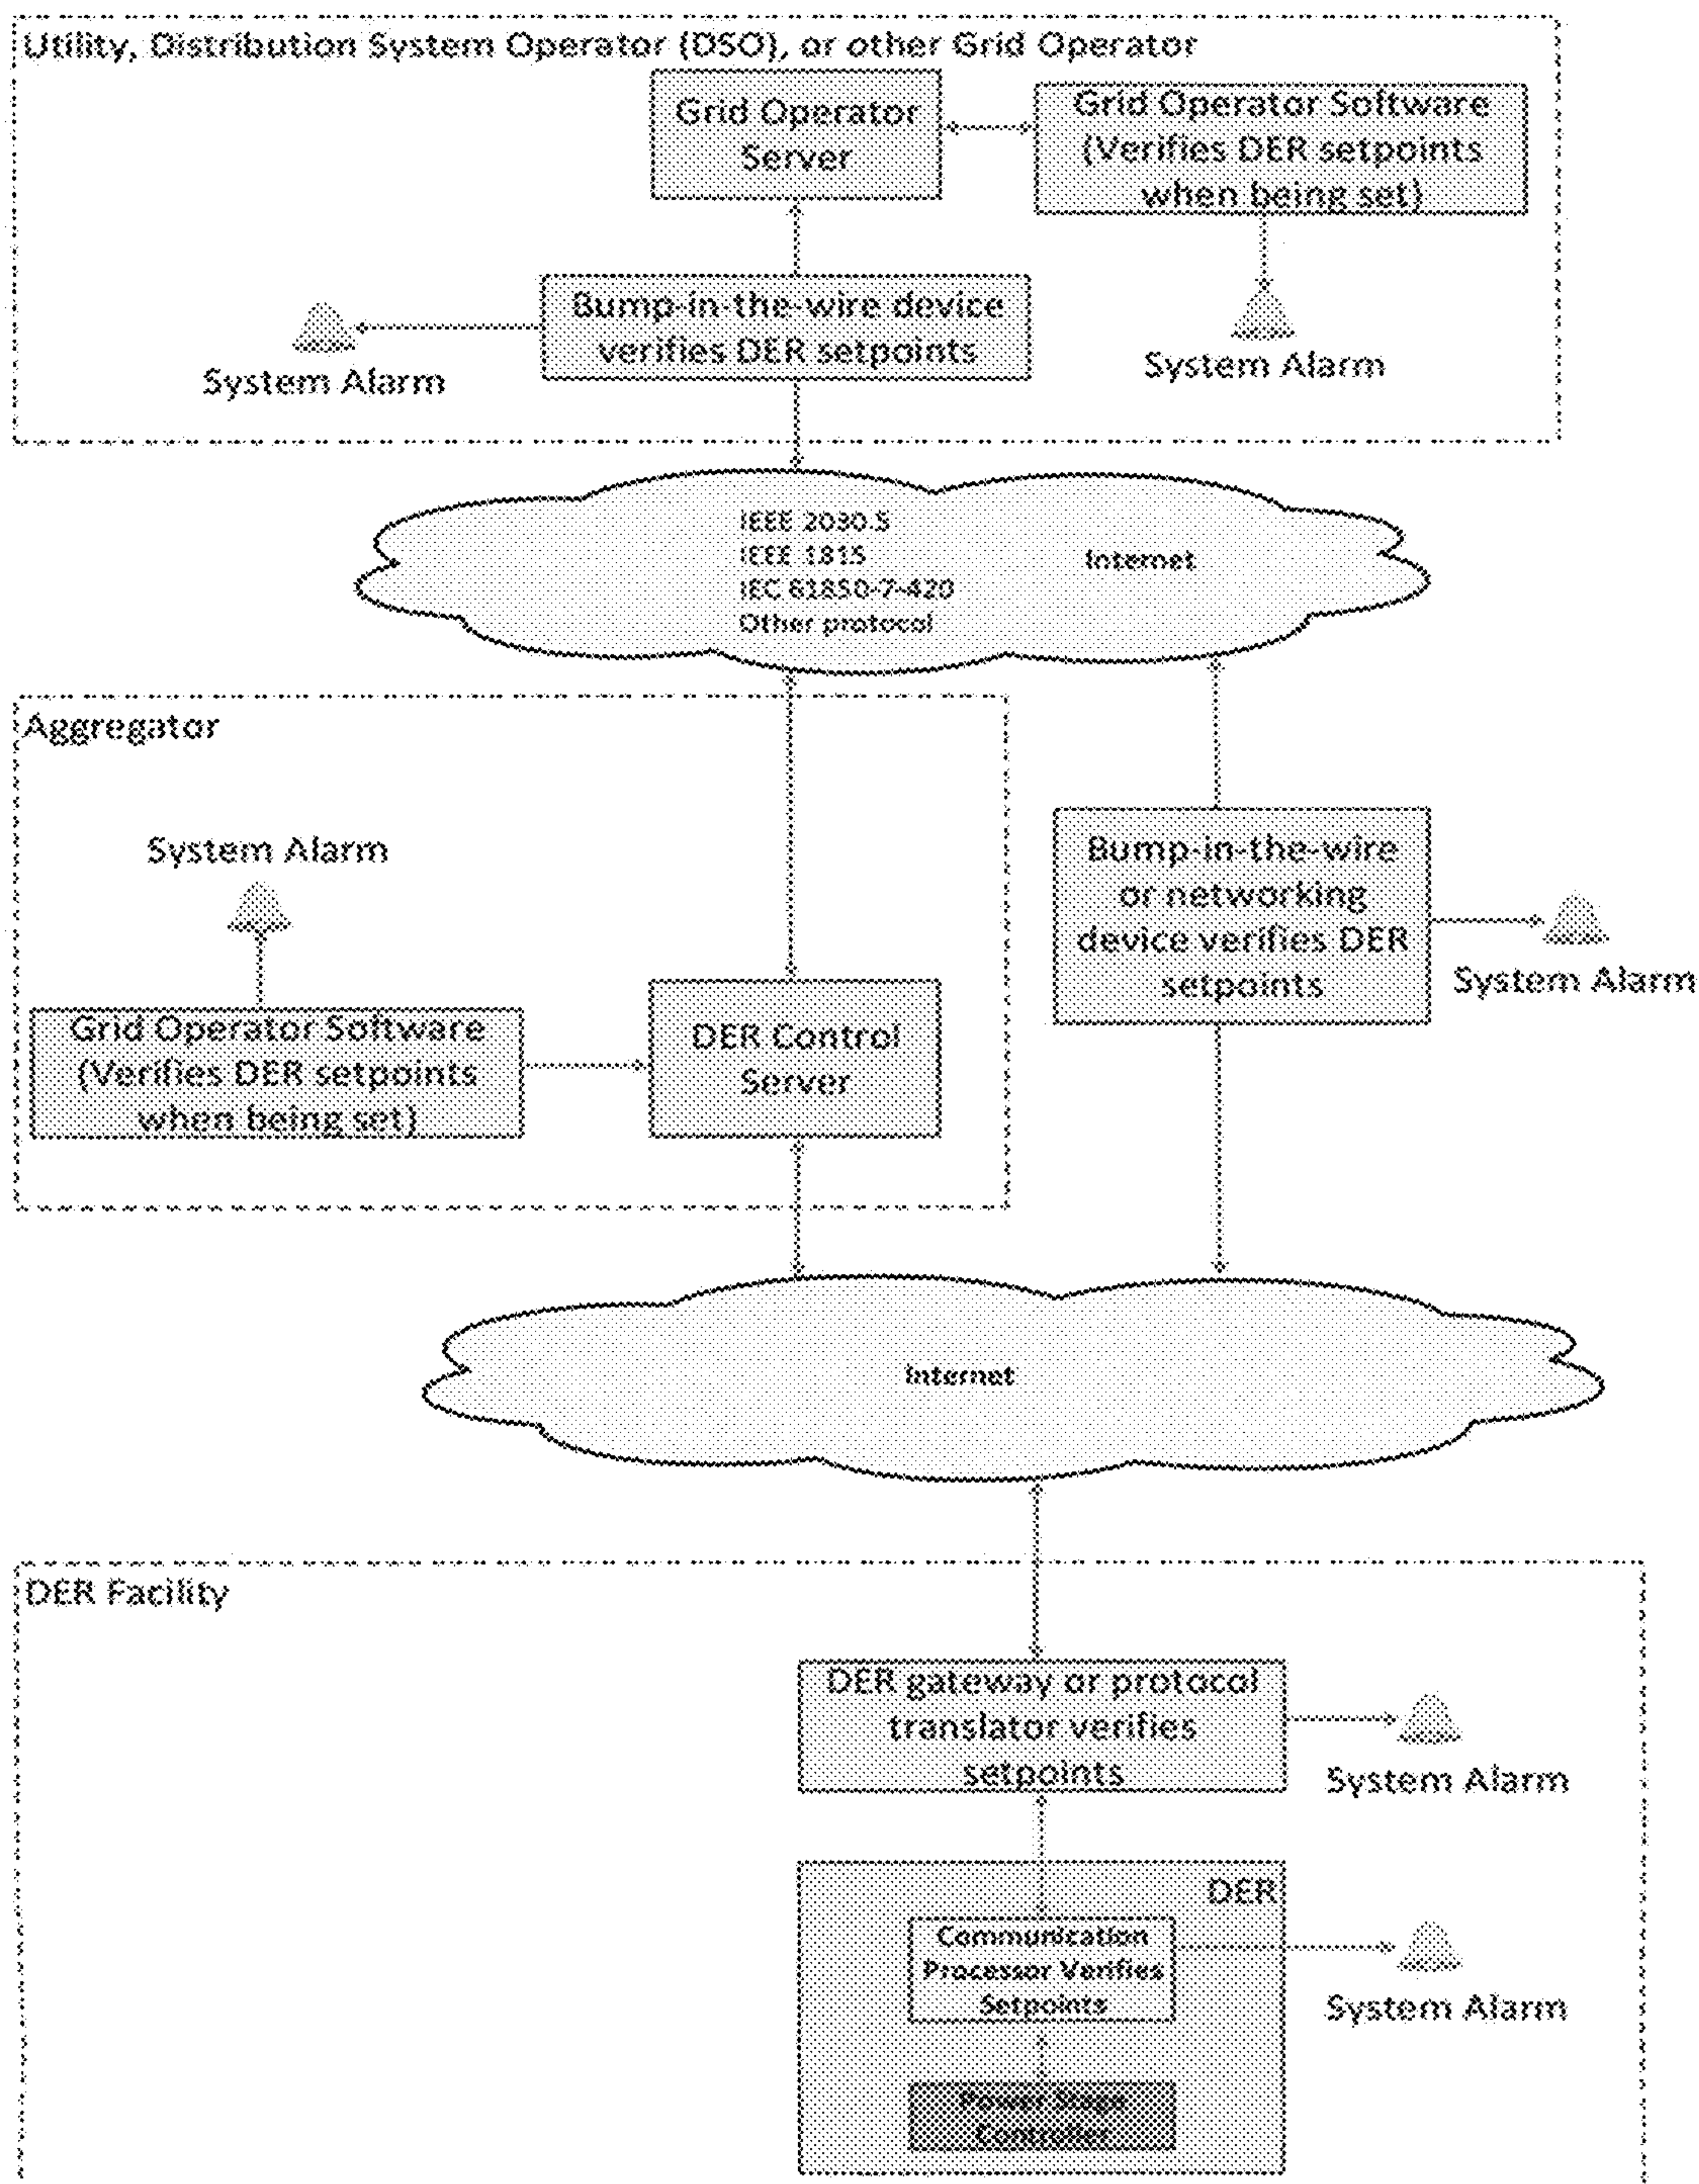 Utility, Distribution System Operator (DSO), or other Grid Operator
Grid Operator
Server
Grid Operator Software
(Verifies DER setpoints
when being set)
Bump-in-the-wire device
verifies DER setpoints
System Alarm
System Alarm
IEEE 2030.5
IEEE 1815
IEC 61850-7-420
Other protocol
Internet
Aggregator
System Alarm
Grid Operator Software
(Verifies DER setpoints
when being set)
DER Control
Server
Bump-in-the-wire
or networking
device verifies DER
setpoints
System Alarm
Internet
DER Facility
DER gateway or protocol
translator verifies
setpoints
System Alarm
DER
Communication
Processor Verifies
Setpoints
System Alarm
Power Stage
Controller